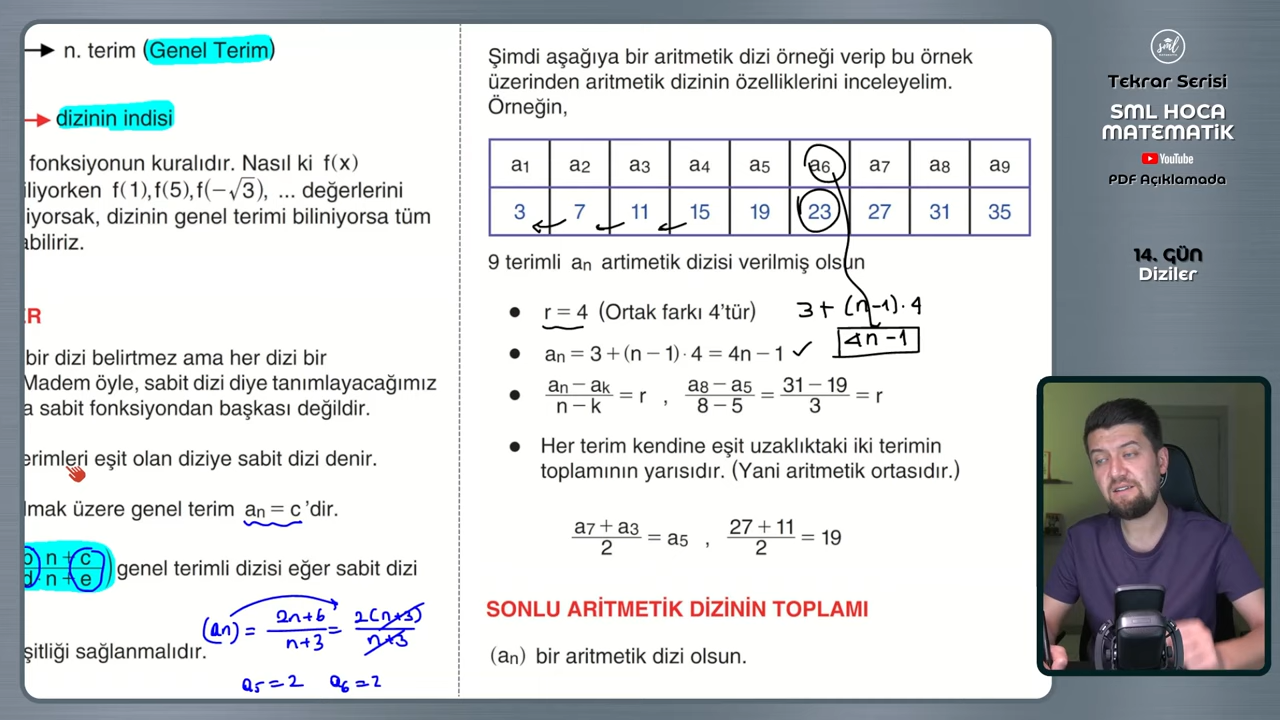 n. terim (Genel Terim)
dizinin indisi
fonksiyonun kuralıdır. Nasıl ki f(x)
iliyorken f(1),f(5),f(−√3), ... değerlerini
iyorsak, dizinin genel terimi biliniyorsa tüm
abiliriz.
ER
bir dizi belirtmez ama her dizi bir
Madem öyle, sabit dizi diye tanımlayacağımız
a sabit fonksiyondan başkası değildir.
erimleri eşit olan diziye sabit dizi denir.
lmak üzere genel terim an = c 'dir.
b n + c
d · n + e
genel terimli dizisi eğer sabit dizi
(an) = 2n+6 / n+3 = 2(n+3) / n+3
şitliği sağlanmalıdır.
a5 = 2 a6 = 2
Şimdi aşağıya bir aritmetik dizi örneği verip bu örnek
üzerinden aritmetik dizinin özelliklerini inceleyelim.
Örneğin,
a1 a2 a3 a4 a5 a6 a7 a8 a9
3 7 11 15 19 23 27 31 35
9 terimli an artimetik dizisi verilmiş olsun
• r = 4 (Ortak farkı 4'tür)
3 + (n−1) · 4
4n − 1
• an = 3 + (n − 1) · 4 = 4n − 1 ✓
• an − ak / n − k = r , a8 − a5 / 8 − 5 = 31 − 19 / 3 = r
• Her terim kendine eşit uzaklıktaki iki terimin
toplamının yarısıdır. (Yani aritmetik ortasıdır.)
a7 + a3 / 2 = a5 , 27 + 11 / 2 = 19
SONLU ARİTMETİK DİZİNİN TOPLAMI
(an) bir aritmetik dizi olsun.
sml
Tekrar Serisi
SML HOCA
MATEMATİK
YouTube
PDF Açıklamada
14. GÜN
Diziler